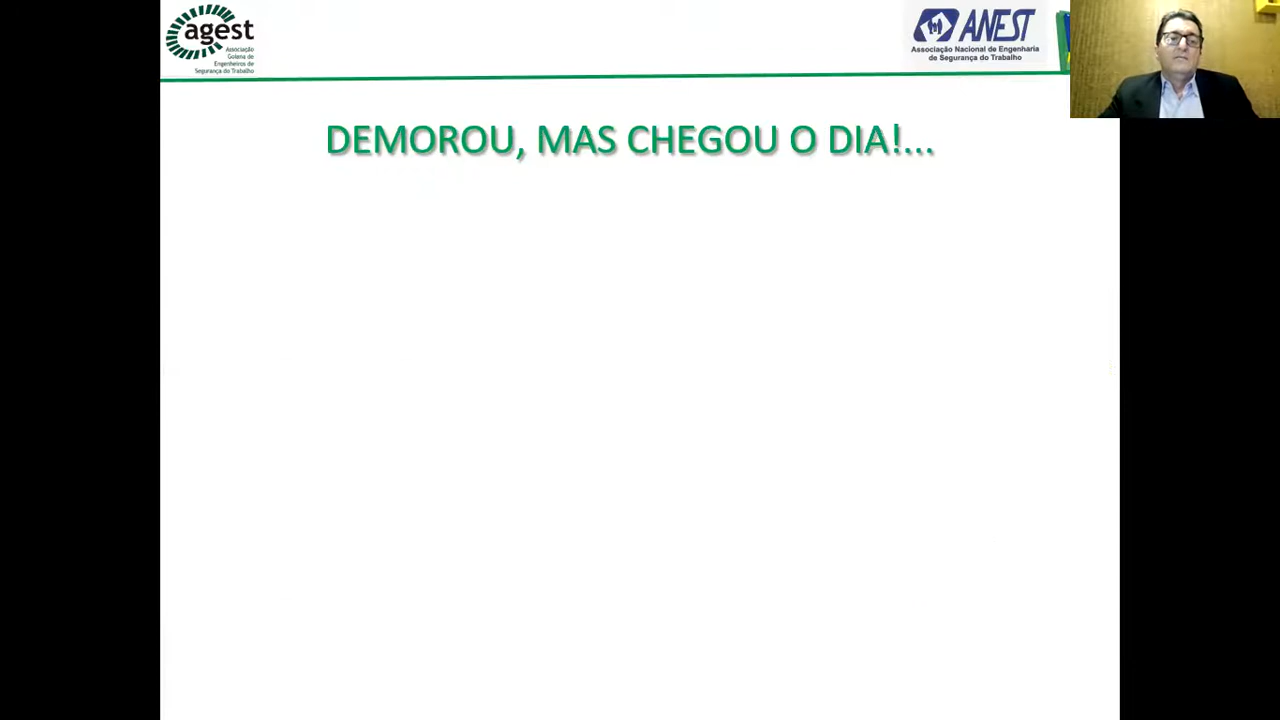 agest
Associação
Goiana de
Engenheiros de
Segurança do Trabalho
ANEST
Associação Nacional de Engenharia
de Segurança do Trabalho
DEMOROU, MAS CHEGOU O DIA!...